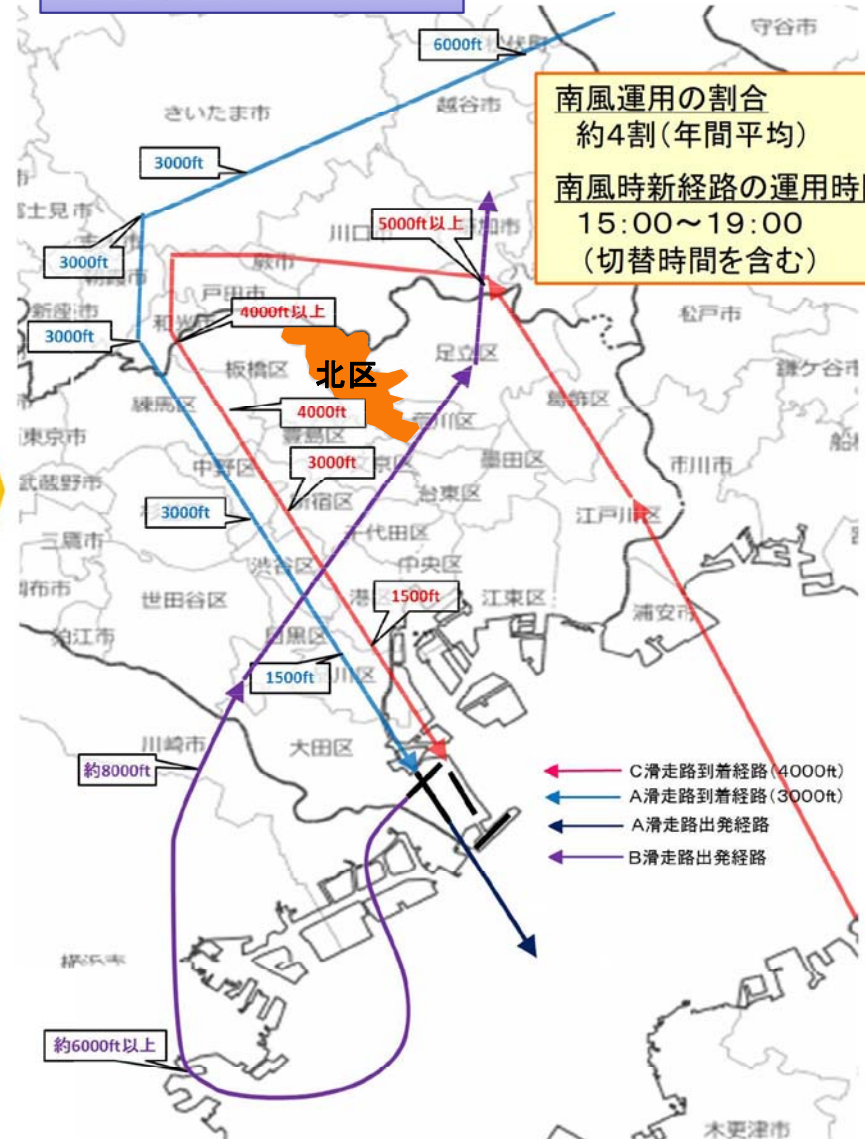 6000ft
守谷市
越谷市
さいたま市
南風運用の割合
約4割(年間平均)
南風時新経路の運用時間
15:00～19:00
(切替時間を含む)
3000ft
富士見市
川口市
5000ft以上
3000ft
朝霞市
蕨市
戸田市
新座市
和光市
4000ft以上
3000ft
松戸市
板橋区
北区
足立区
鎌ケ谷市
練馬区
4000ft
荒川区
葛飾区
東京市
豊島区
中野区
3000ft
文京区
墨田区
市川市
武蔵野市
3000ft
新宿区
台東区
江戸川区
三鷹市
千代田区
渋谷区
中央区
調布市
世田谷区
港区
1500ft
江東区
浦安市
狛江市
目黒区
1500ft
品川区
川崎市
大田区
約8000ft
C滑走路到着経路(4000ft)
A滑走路到着経路(3000ft)
A滑走路出発経路
B滑走路出発経路
横浜市
約6000ft以上
木更津市